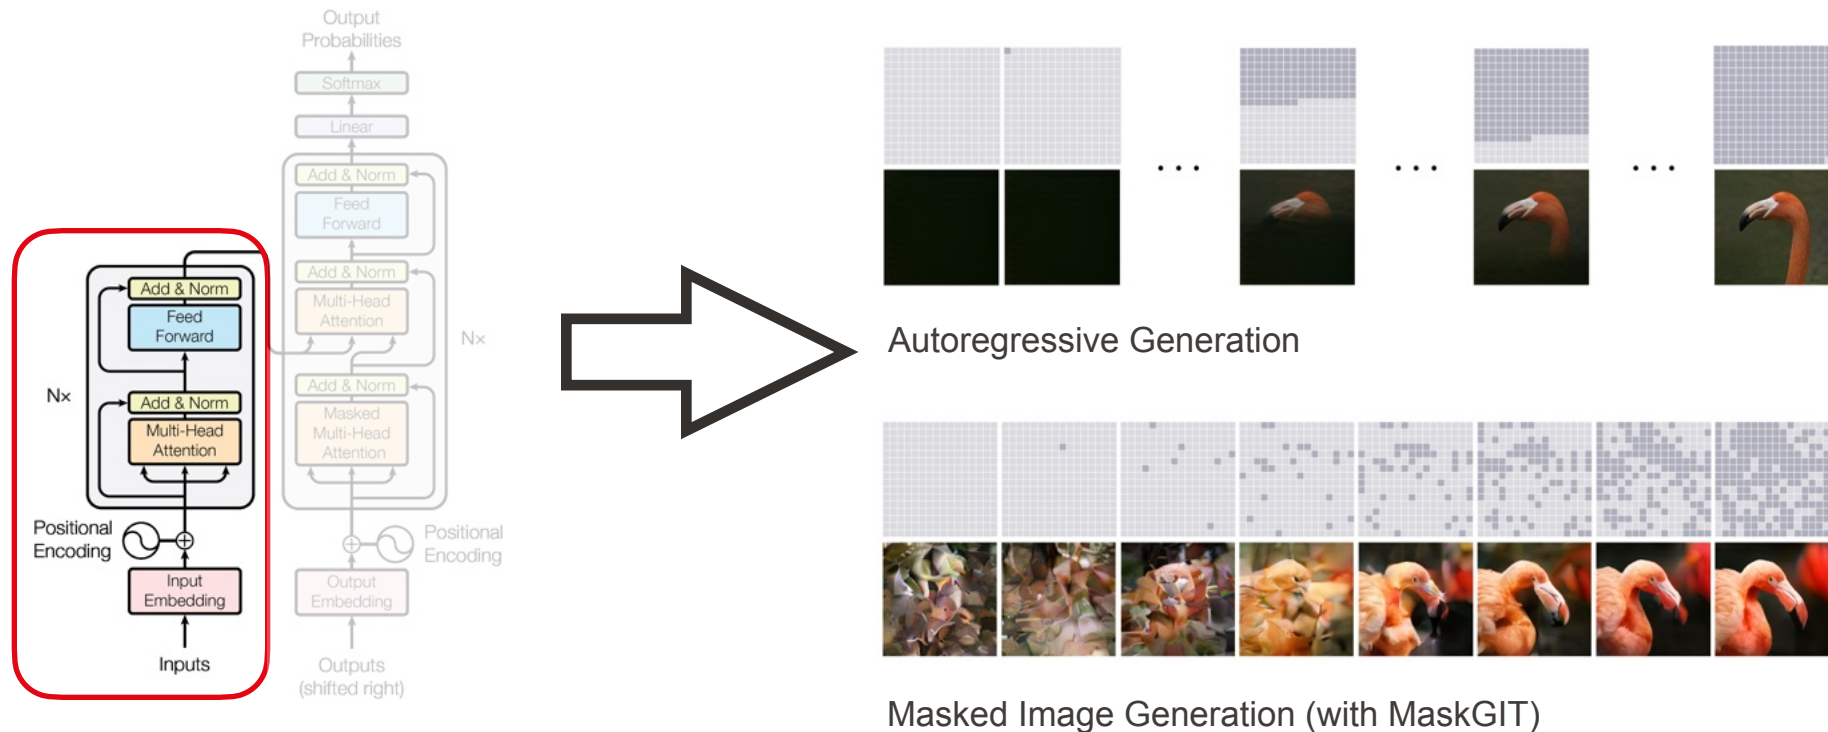 Output
Probabilities
Softmax
Linear
Add & Norm
Feed
Forward
Add & Norm
Multi-Head
Attention
N×
Add & Norm
Masked
Multi-Head
Attention
Positional
Encoding
Output
Embedding
Outputs
(shifted right)
Add & Norm
Feed
Forward
N×
Add & Norm
Multi-Head
Attention
Positional
Encoding
Input
Embedding
Inputs
...
...
...
Autoregressive Generation
Masked Image Generation (with MaskGIT)